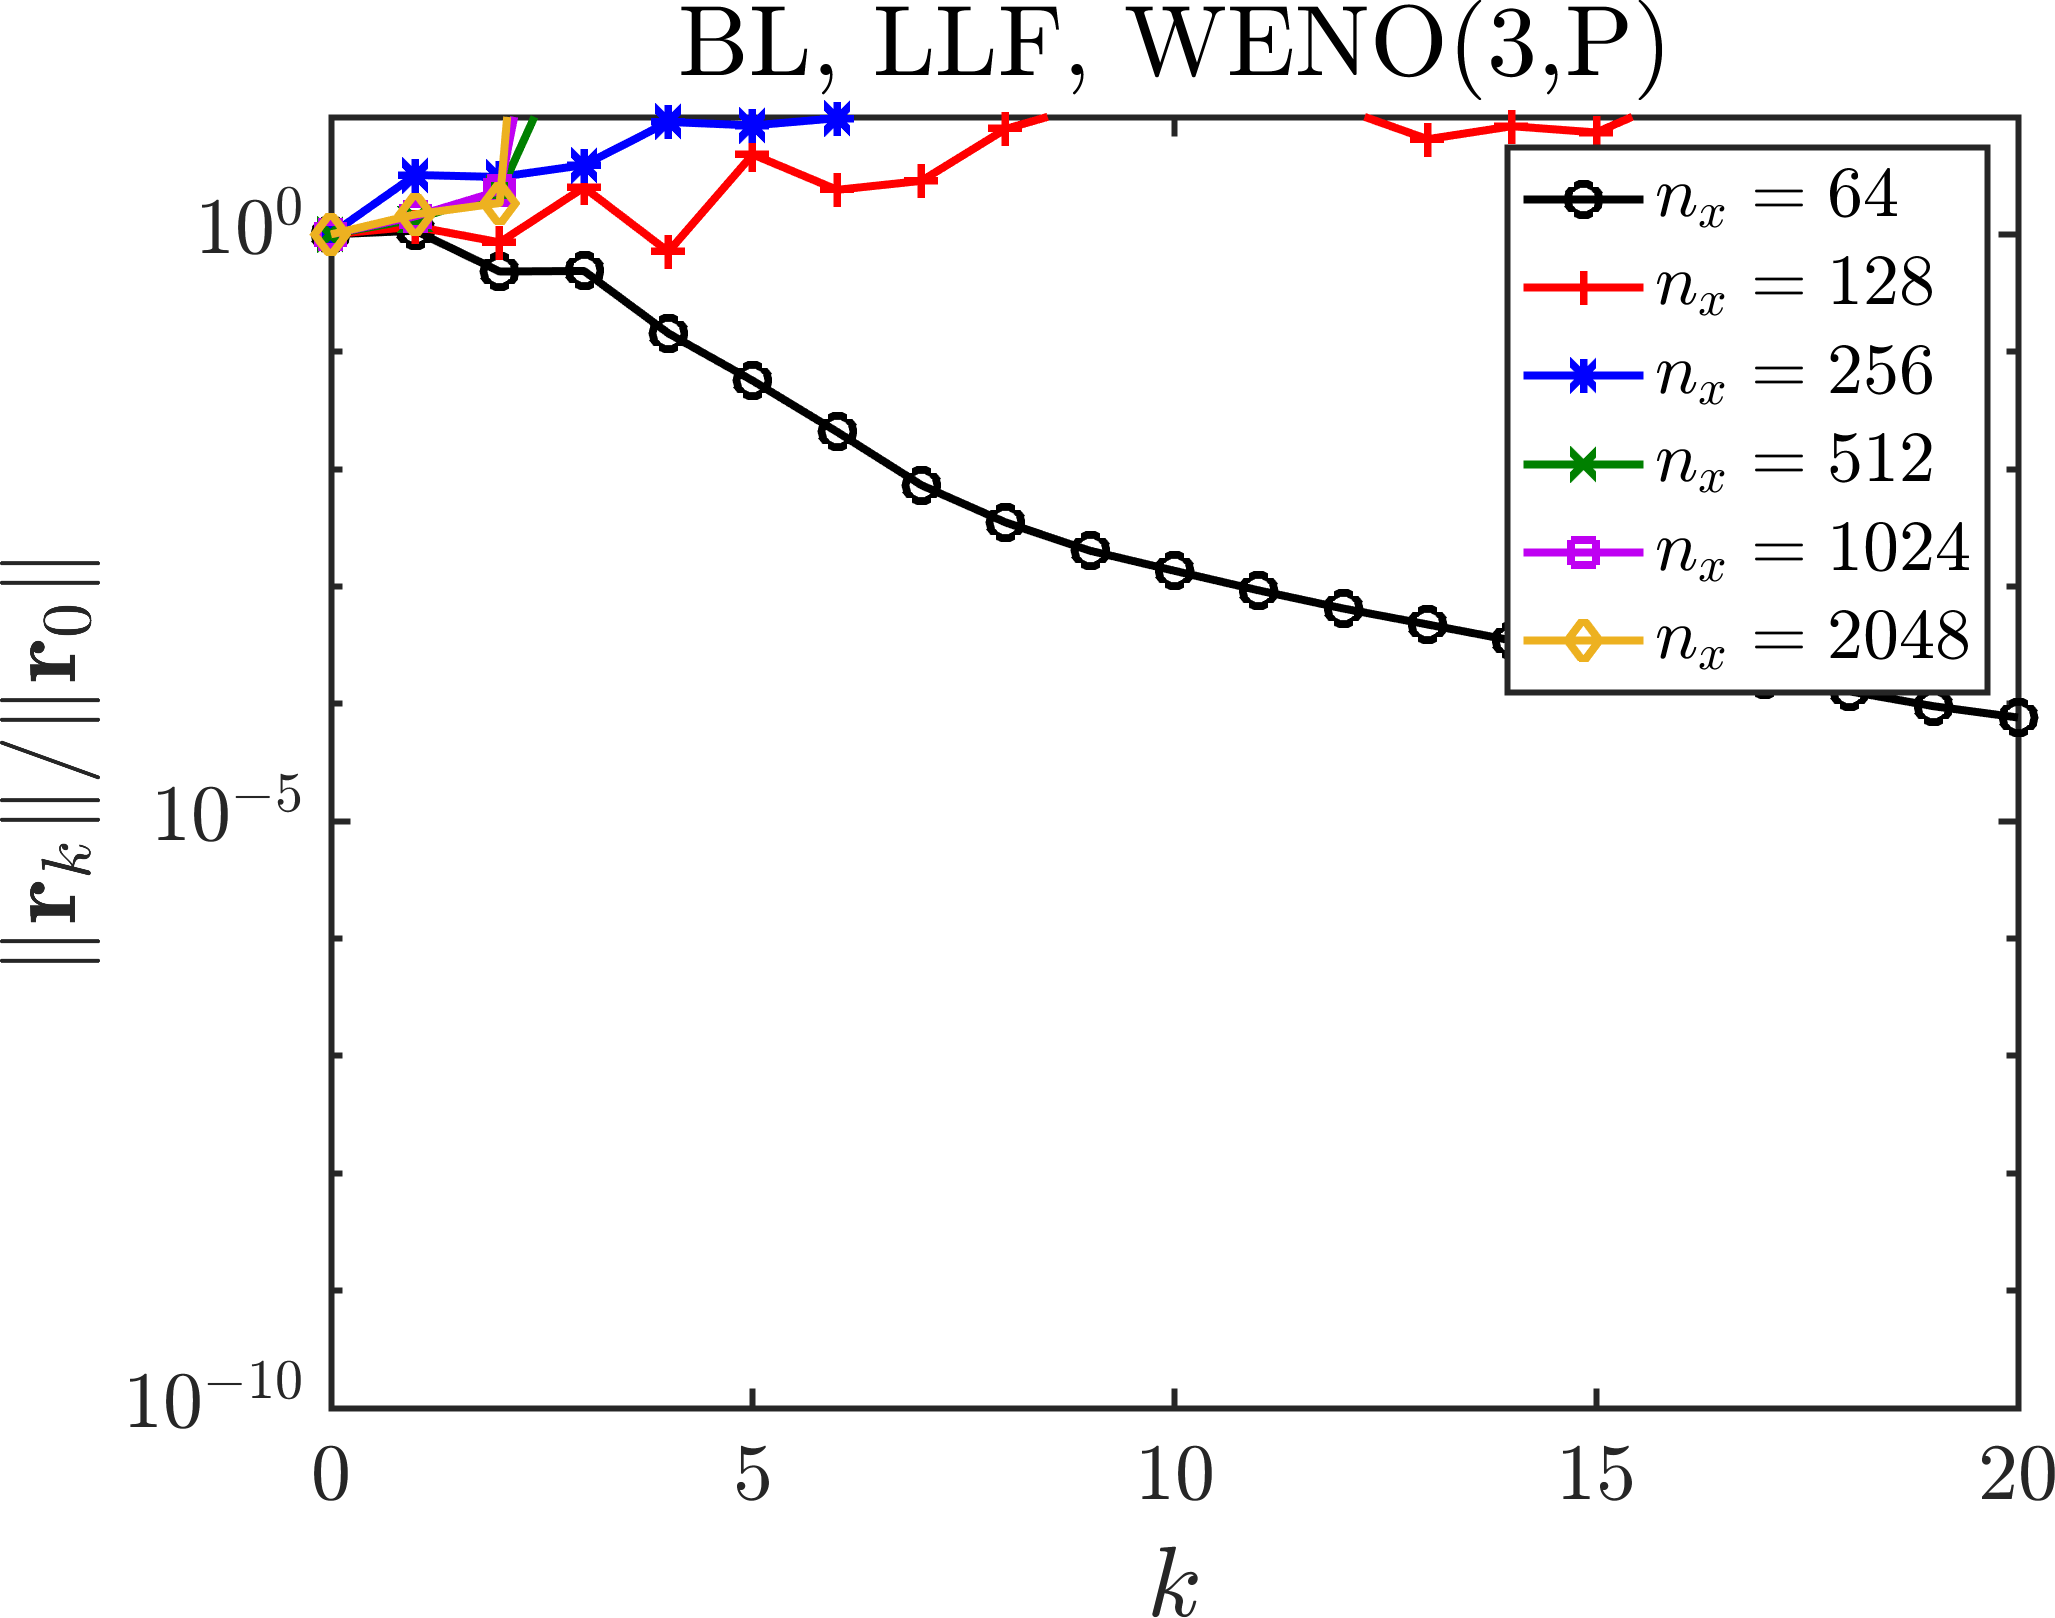 BL, LLF, WENO(3,P)
10^0
10^{-5}
10^{-10}
‖r_k‖/‖r_0‖
n_x = 64
n_x = 128
n_x = 256
n_x = 512
n_x = 1024
n_x = 2048
0 5 10 15 20
k